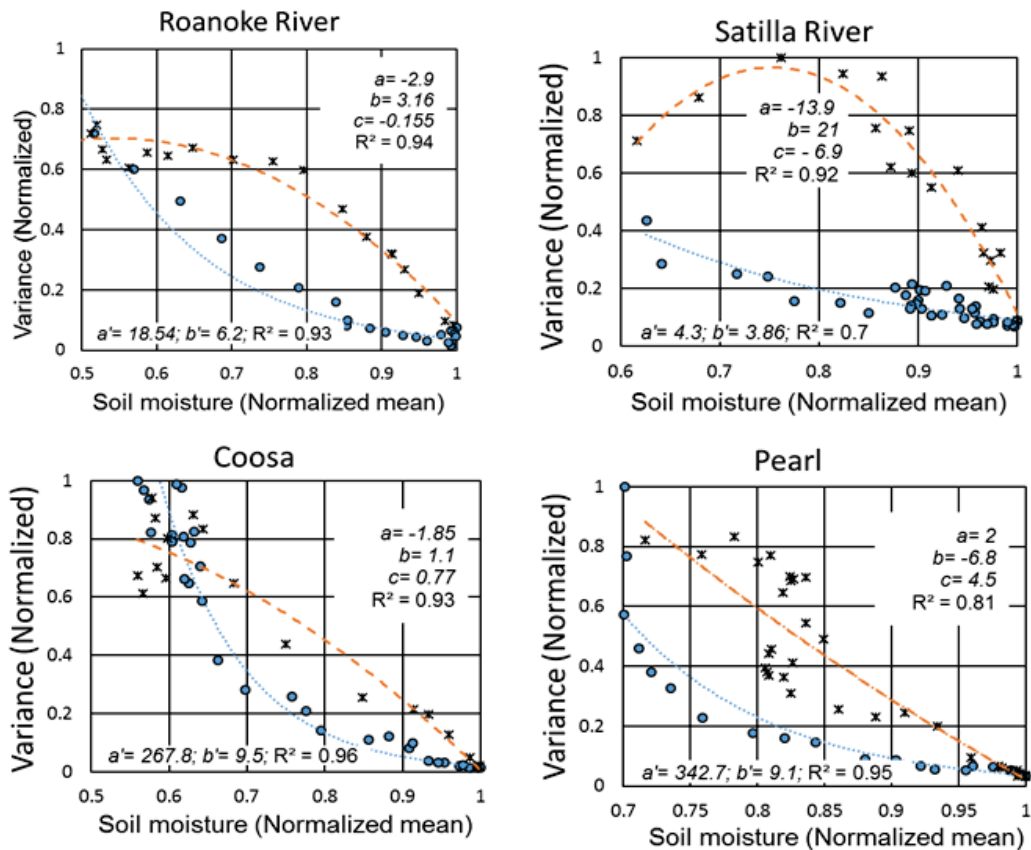 Roanoke River
Variance (Normalized)
1
0.8
0.6
0.4
0.2
0
a= -2.9
b= 3.16
c= -0.155
R² = 0.94
a'= 18.54; b'= 6.2; R² = 0.93
0.5 0.6 0.7 0.8 0.9 1
Soil moisture (Normalized mean)
Satilla River
Variance (Normalized)
1
0.8
0.6
0.4
0.2
0
a= -13.9
b= 21
c= - 6.9
R² = 0.92
a'= 4.3; b'= 3.86; R² = 0.7
0.6 0.7 0.8 0.9 1
Soil moisture (Normalized mean)
Coosa
Variance (Normalized)
1
0.8
0.6
0.4
0.2
0
a= -1.85
b= 1.1
c= 0.77
R² = 0.93
a'= 267.8; b'= 9.5; R² = 0.96
0.5 0.6 0.7 0.8 0.9 1
Soil moisture (Normalized mean)
Pearl
Variance (Normalized)
1
0.8
0.6
0.4
0.2
0
a= 2
b= -6.8
c= 4.5
R² = 0.81
a'= 342.7; b'= 9.1; R² = 0.95
0.7 0.75 0.8 0.85 0.9 0.95 1
Soil moisture (Normalized mean)